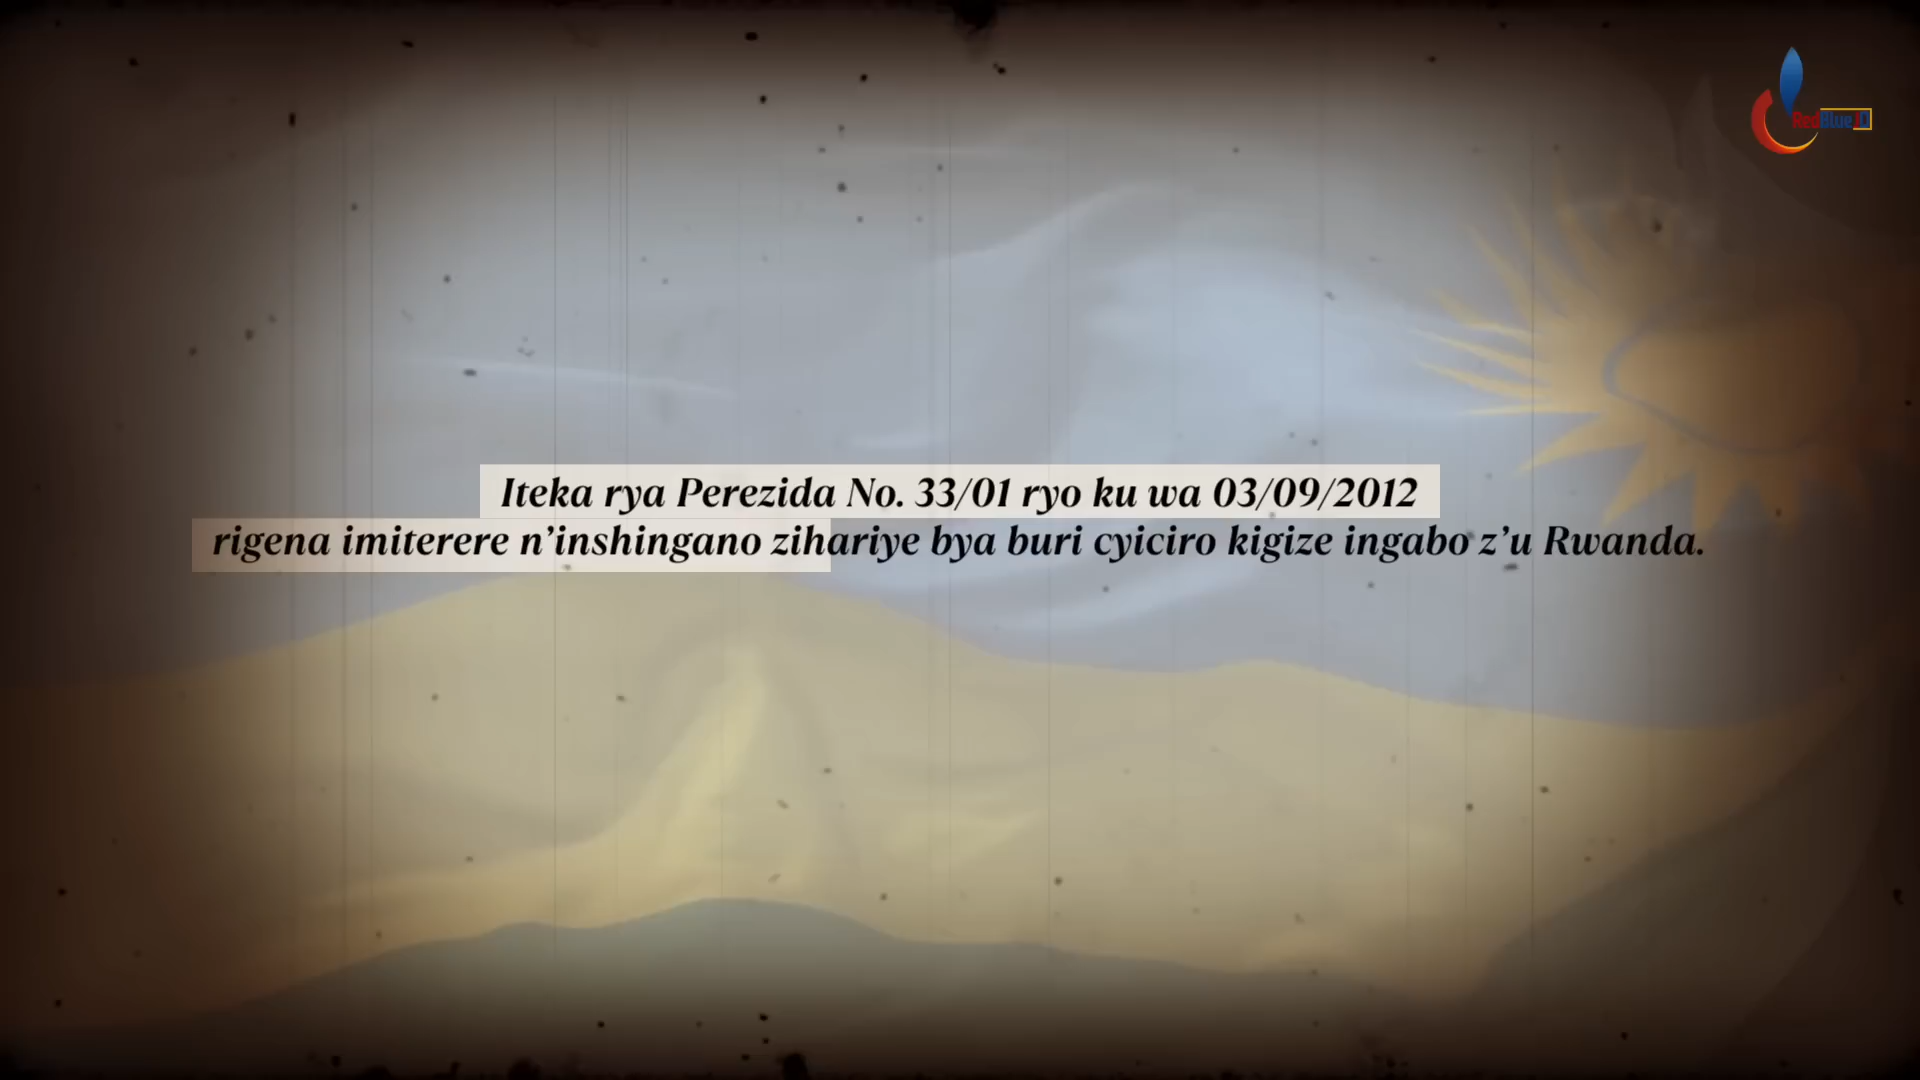 RedBlueJD
Iteka rya Perezida No. 33/01 ryo ku wa 03/09/2012
rigena imiterere n’inshingano zihariye bya buri cyiciro kigize ingabo z’u Rwanda.